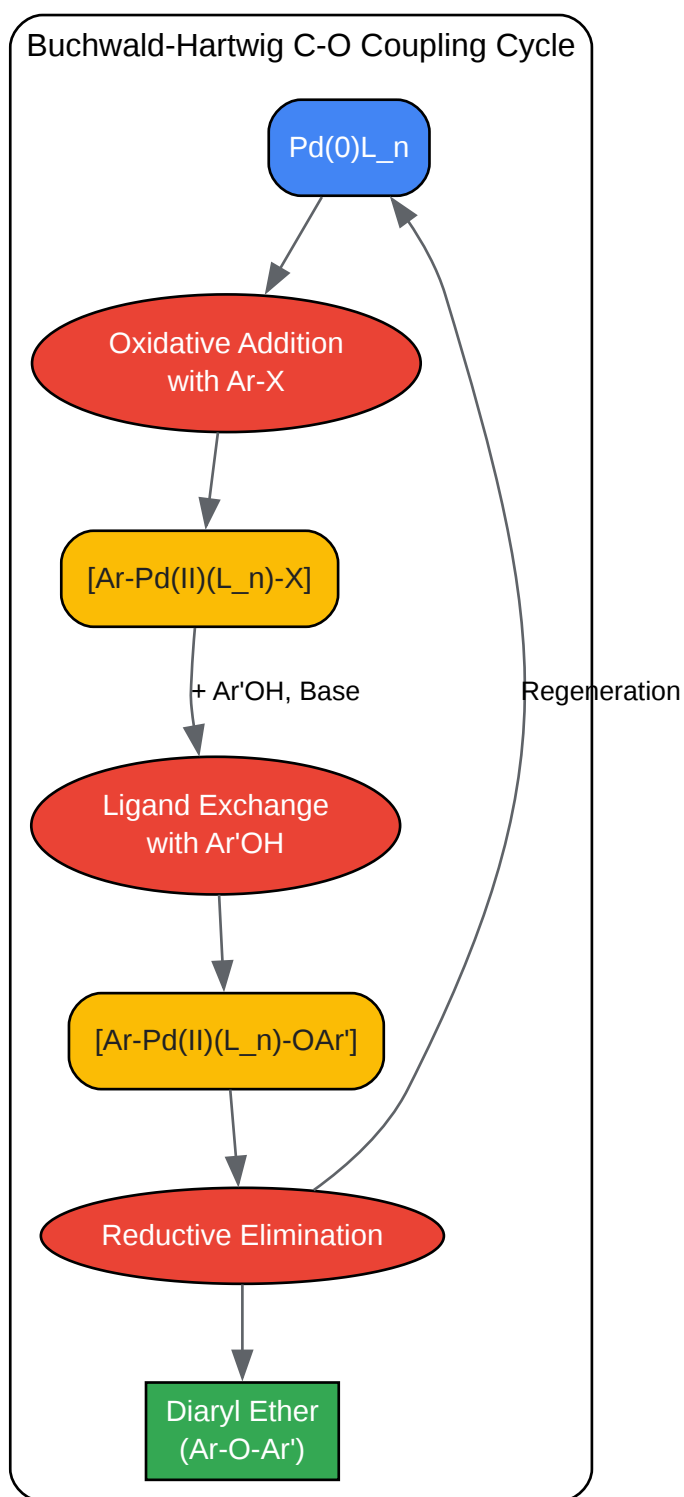 Buchwald-Hartwig C-O Coupling Cycle
Pd(0)L_n
Oxidative Addition
with Ar-X
[Ar-Pd(II)(L_n)-X]
+ Ar'OH, Base
Regeneration
Ligand Exchange
with Ar'OH
[Ar-Pd(II)(L_n)-OAr']
Reductive Elimination
Diaryl Ether
(Ar-O-Ar')